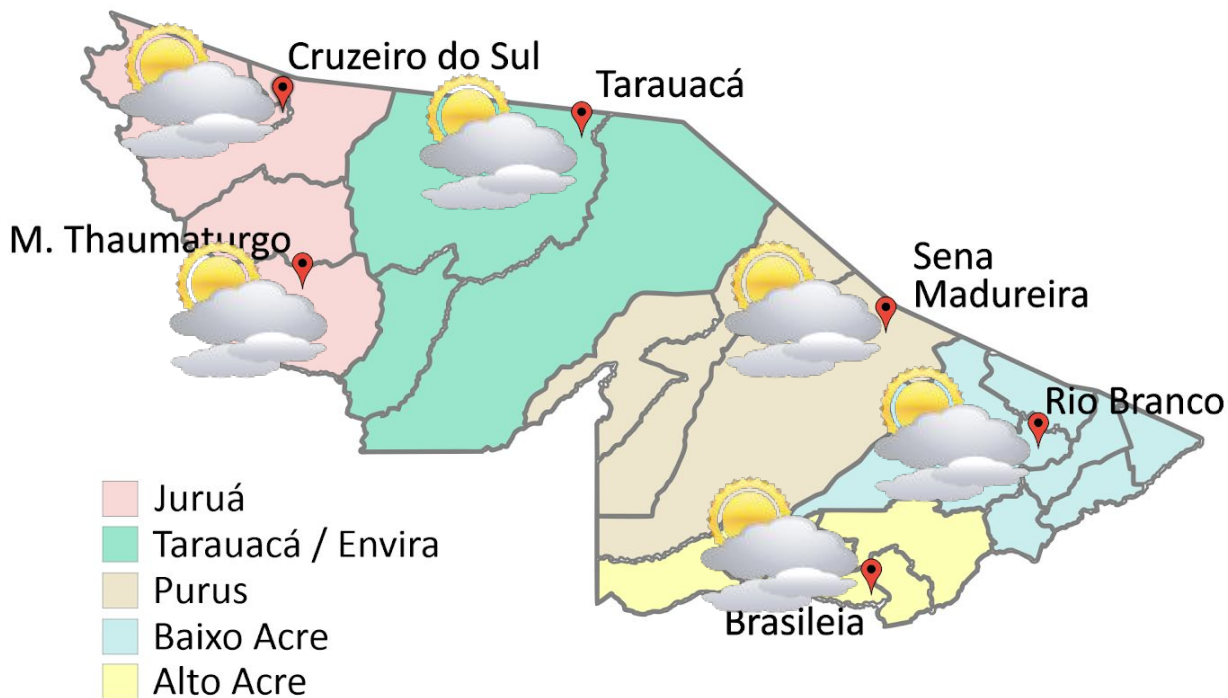 Cruzeiro do Sul
Tarauacá
M. Thaumaturgo
Sena
Madureira
Rio Branco
Brasileia
Juruá
Tarauacá / Envira
Purus
Baixo Acre
Alto Acre